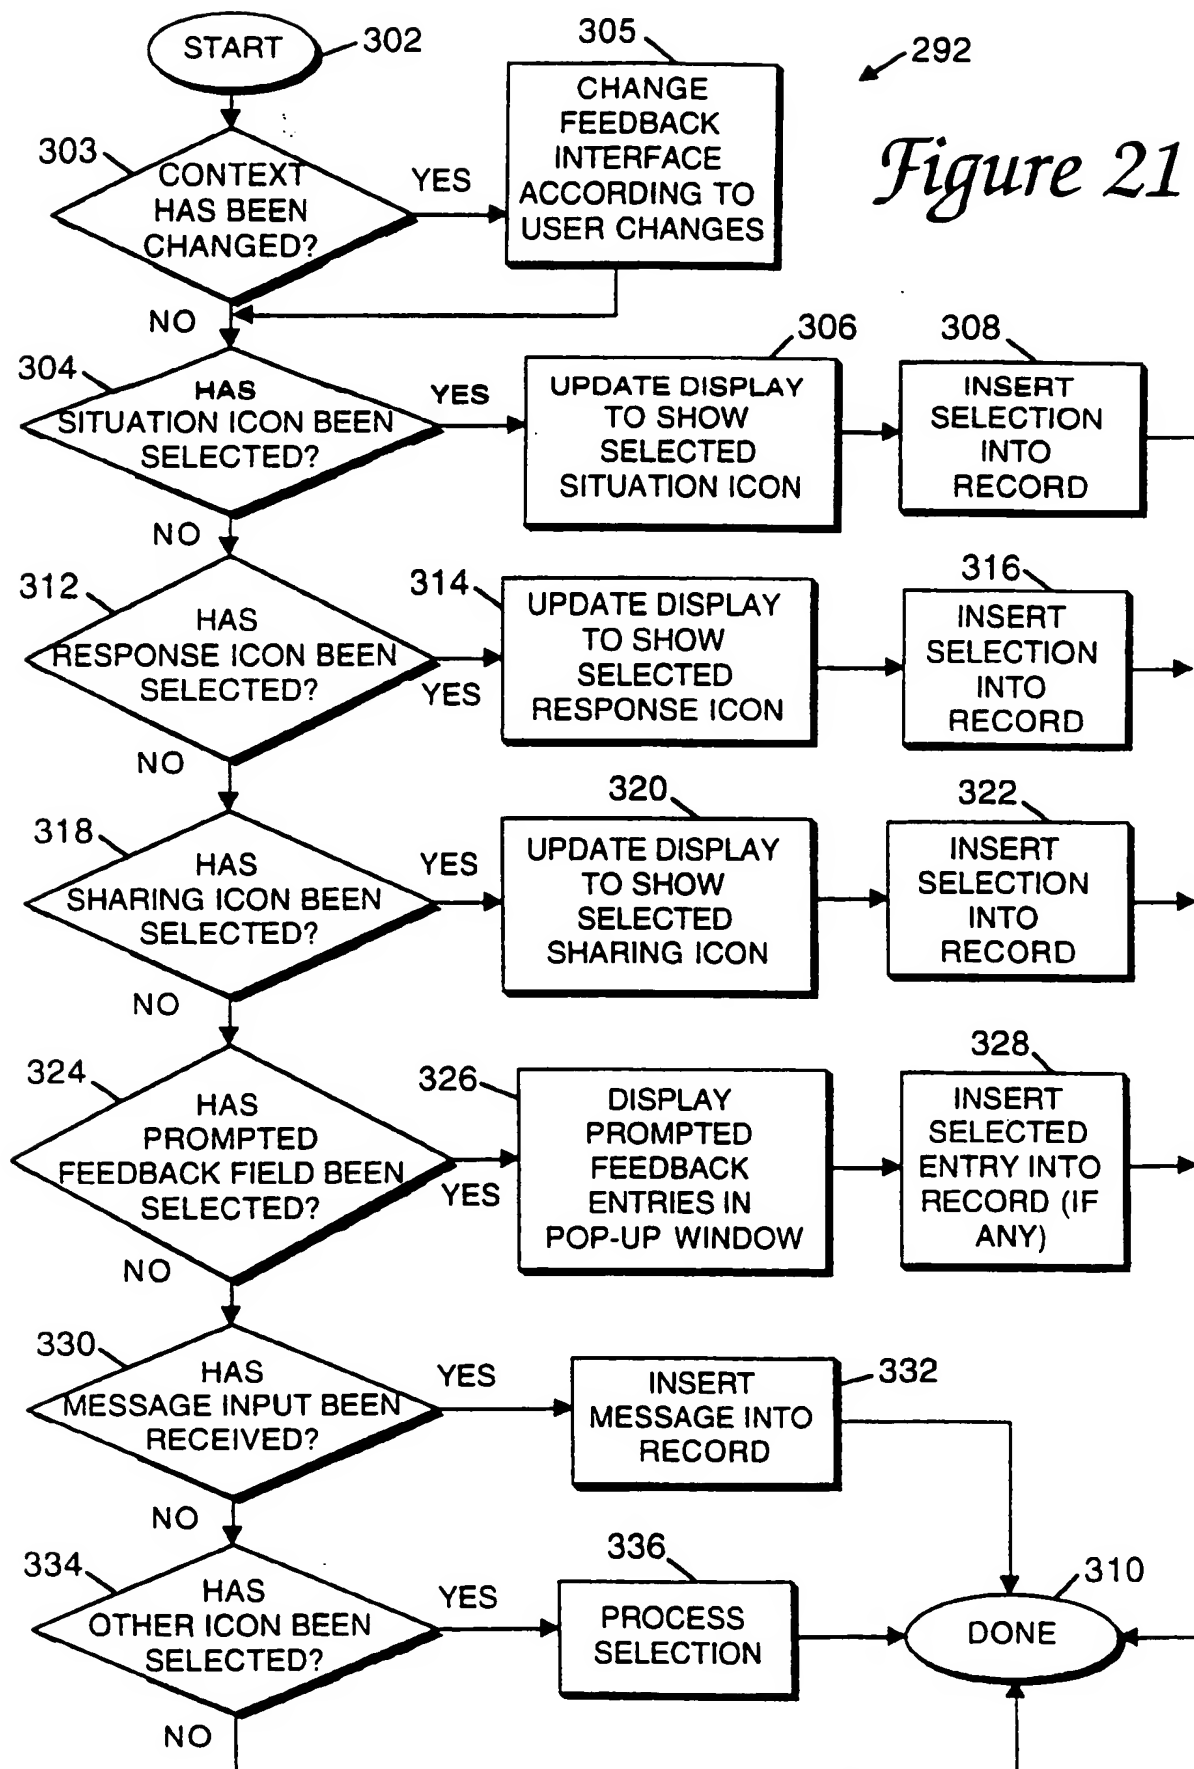 START
302
305
292
Figure 21
303
CONTEXT
HAS BEEN
CHANGED?
YES
CHANGE
FEEDBACK
INTERFACE
ACCORDING TO
USER CHANGES
NO
304
HAS
SITUATION ICON BEEN
SELECTED?
YES
306
UPDATE DISPLAY
TO SHOW
SELECTED
SITUATION ICON
308
INSERT
SELECTION
INTO
RECORD
NO
312
HAS
RESPONSE ICON BEEN
SELECTED?
YES
314
UPDATE DISPLAY
TO SHOW
SELECTED
RESPONSE ICON
316
INSERT
SELECTION
INTO
RECORD
NO
318
HAS
SHARING ICON BEEN
SELECTED?
YES
320
UPDATE DISPLAY
TO SHOW
SELECTED
SHARING ICON
322
INSERT
SELECTION
INTO
RECORD
NO
324
HAS
PROMPTED
FEEDBACK FIELD BEEN
SELECTED?
YES
326
DISPLAY
PROMPTED
FEEDBACK
ENTRIES IN
POP-UP WINDOW
328
INSERT
SELECTED
ENTRY INTO
RECORD (IF
ANY)
NO
330
HAS
MESSAGE INPUT BEEN
RECEIVED?
YES
INSERT
MESSAGE INTO
RECORD
332
NO
334
HAS
OTHER ICON BEEN
SELECTED?
YES
336
PROCESS
SELECTION
310
DONE
NO